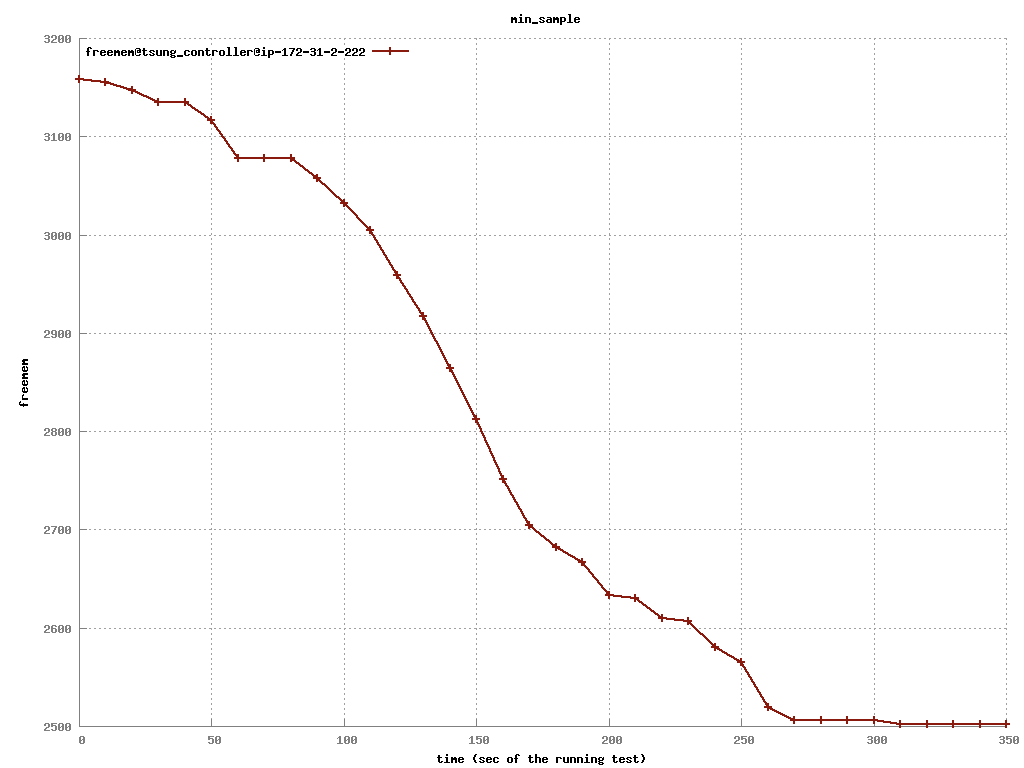 min_sample
freemem@tsung_controller@ip-172-31-2-222
3200
3100
3000
2900
2800
2700
2600
2500
freemem
0 50 100 150 200 250 300 350
time (sec of the running test)